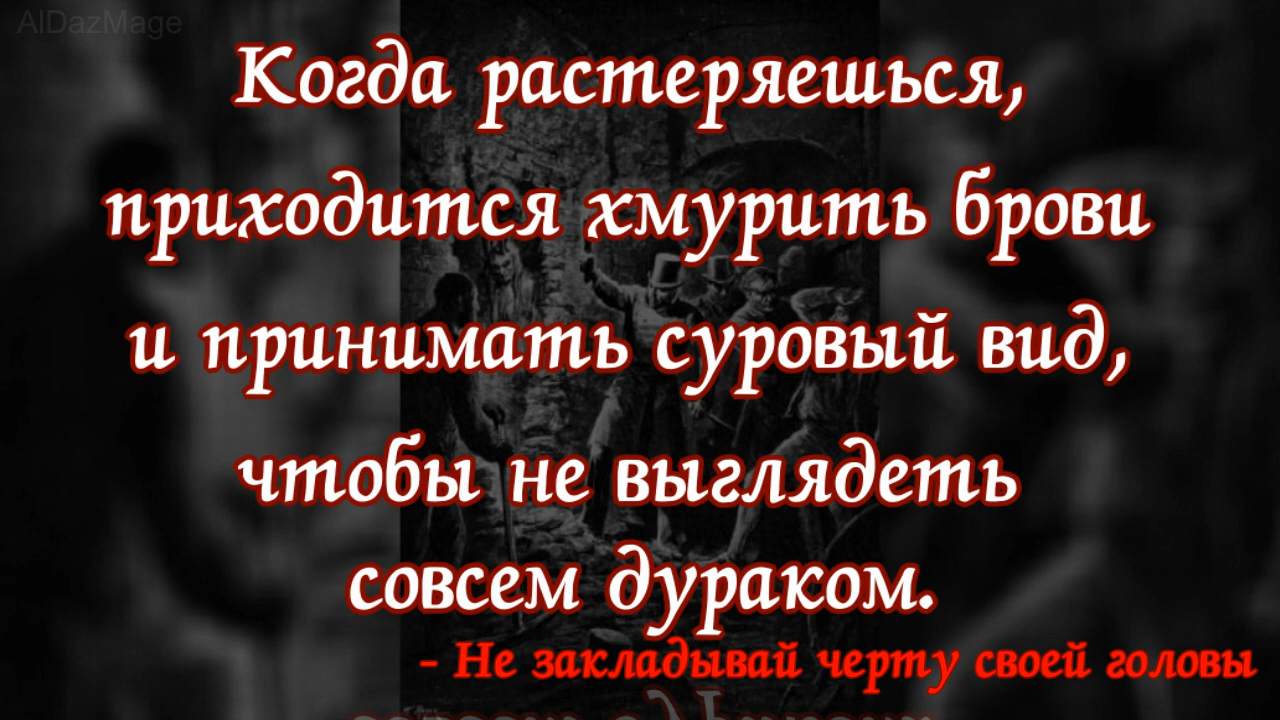 AlDazMage
Когда растеряешься,
приходится хмурить брови
и принимать суровый вид,
чтобы не выглядеть
совсем дураком.
- Не закладывай черту своей головы